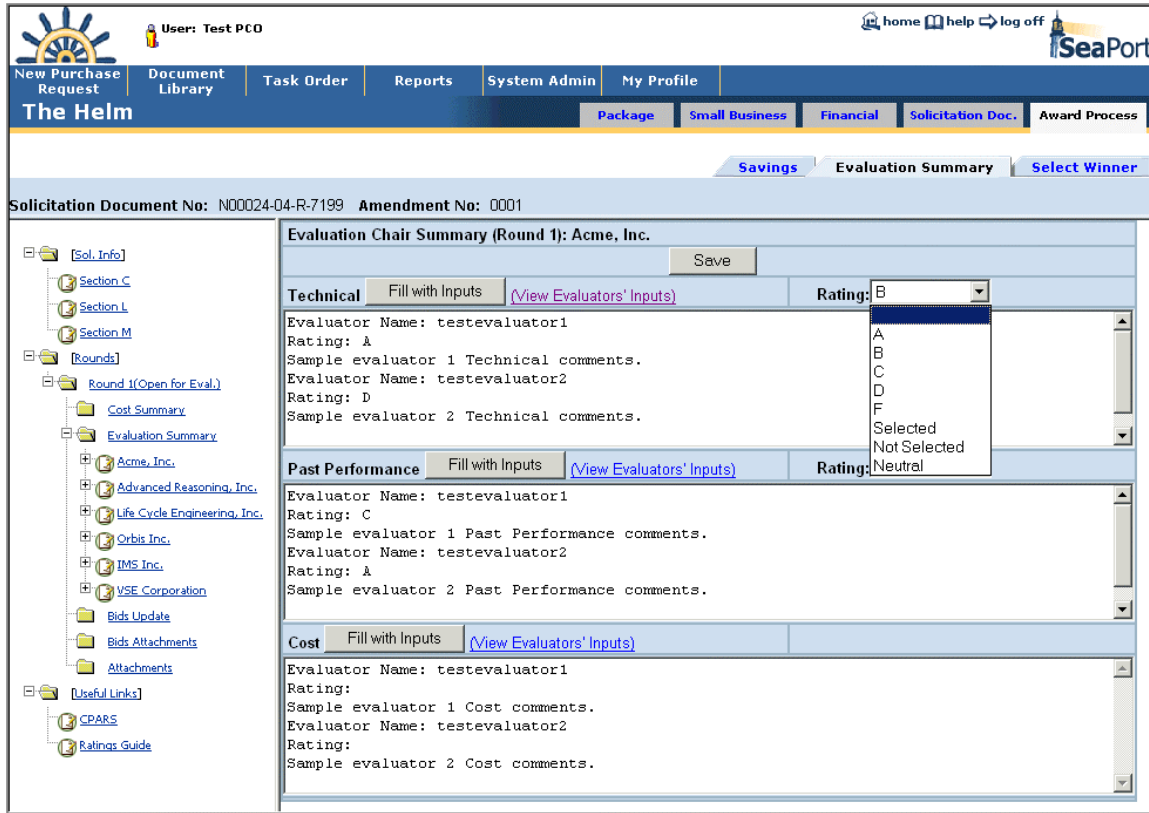 User: Test PCO
home help log off
SeaPort
New Purchase Request
Document Library
Task Order
Reports
System Admin
My Profile
The Helm
Package
Small Business
Financial
Solicitation Doc.
Award Process
Savings
Evaluation Summary
Select Winner
Solicitation Document No: N00024-04-R-7199 Amendment No: 0001
[Sol. Info]
Section C
Section L
Section M
[Rounds]
Round 1(Open for Eval.)
Cost Summary
Evaluation Summary
Acme, Inc.
Advanced Reasoning, Inc.
Life Cycle Engineering, Inc.
Orbis Inc.
IMS Inc.
VSE Corporation
Bids Update
Bids Attachments
Attachments
[Useful Links]
CPARS
Ratings Guide
Evaluation Chair Summary (Round 1): Acme, Inc.
Save
Technical Fill with Inputs (View Evaluators' Inputs) Rating: B
A
B
C
D
F
Selected
Not Selected
Neutral
Evaluator Name: testevaluator1
Rating: A
Sample evaluator 1 Technical comments.
Evaluator Name: testevaluator2
Rating: D
Sample evaluator 2 Technical comments.
Past Performance Fill with Inputs (View Evaluators' Inputs) Rating:
Evaluator Name: testevaluator1
Rating: C
Sample evaluator 1 Past Performance comments.
Evaluator Name: testevaluator2
Rating: A
Sample evaluator 2 Past Performance comments.
Cost Fill with Inputs (View Evaluators' Inputs)
Evaluator Name: testevaluator1
Rating:
Sample evaluator 1 Cost comments.
Evaluator Name: testevaluator2
Rating:
Sample evaluator 2 Cost comments.